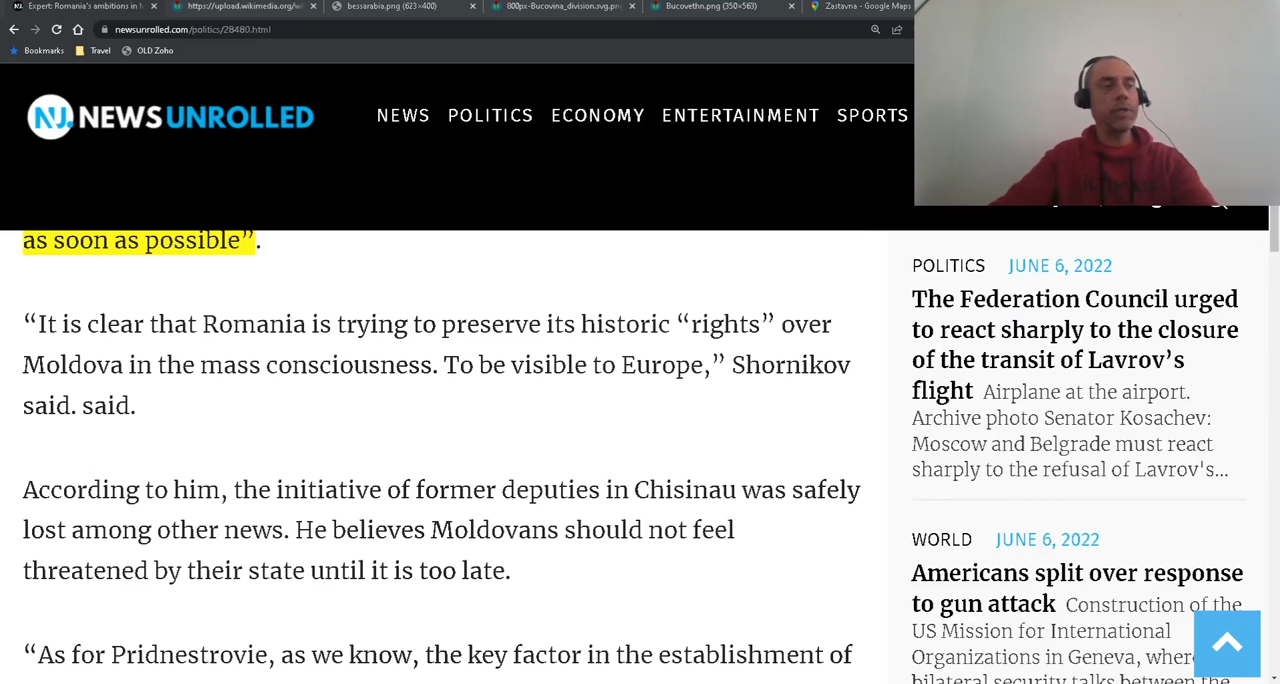 Expert: Romania's ambitions in M
https://upload.wikimedia.org/wi
bessarabia.png (623×400)
800px-Bucovina_division.svg.pn
Bucovethn.png (350×563)
Zastavna - Google Maps
newsunrolled.com/politics/28480.html
Bookmarks Travel OLD Zoho
NEWS UNROLLED
NEWS POLITICS ECONOMY ENTERTAINMENT SPORTS
as soon as possible”.
“It is clear that Romania is trying to preserve its historic “rights” over
Moldova in the mass consciousness. To be visible to Europe,” Shornikov
said. said.
According to him, the initiative of former deputies in Chisinau was safely
lost among other news. He believes Moldovans should not feel
threatened by their state until it is too late.
“As for Pridnestrovie, as we know, the key factor in the establishment of
POLITICS JUNE 6, 2022
The Federation Council urged
to react sharply to the closure
of the transit of Lavrov’s
flight Airplane at the airport.
Archive photo Senator Kosachev:
Moscow and Belgrade must react
sharply to the refusal of Lavrov's...
WORLD JUNE 6, 2022
Americans split over response
to gun attack Construction of the
US Mission for International
Organizations in Geneva, wher
bilateral security talks between the